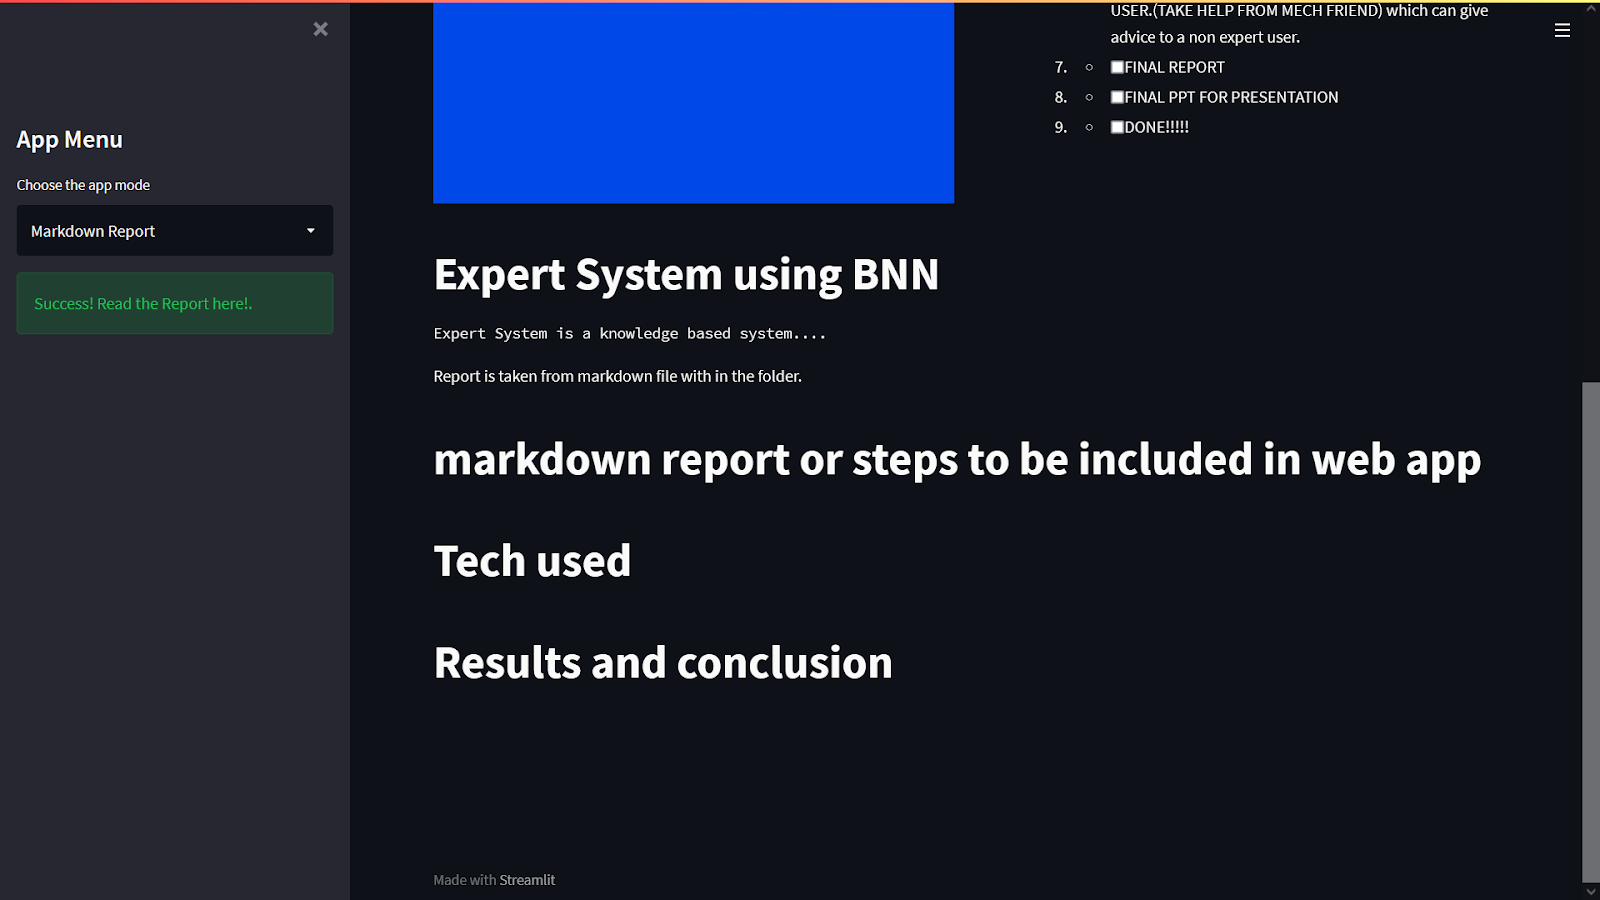 App Menu
Choose the app mode
Markdown Report
Success! Read the Report here!.
USER.(TAKE HELP FROM MECH FRIEND) which can give
advice to a non expert user.
7. ○ FINAL REPORT
8. ○ FINAL PPT FOR PRESENTATION
9. ○ DONE!!!!!
Expert System using BNN
Expert System is a knowledge based system....
Report is taken from markdown file with in the folder.
markdown report or steps to be included in web app
Tech used
Results and conclusion
Made with Streamlit